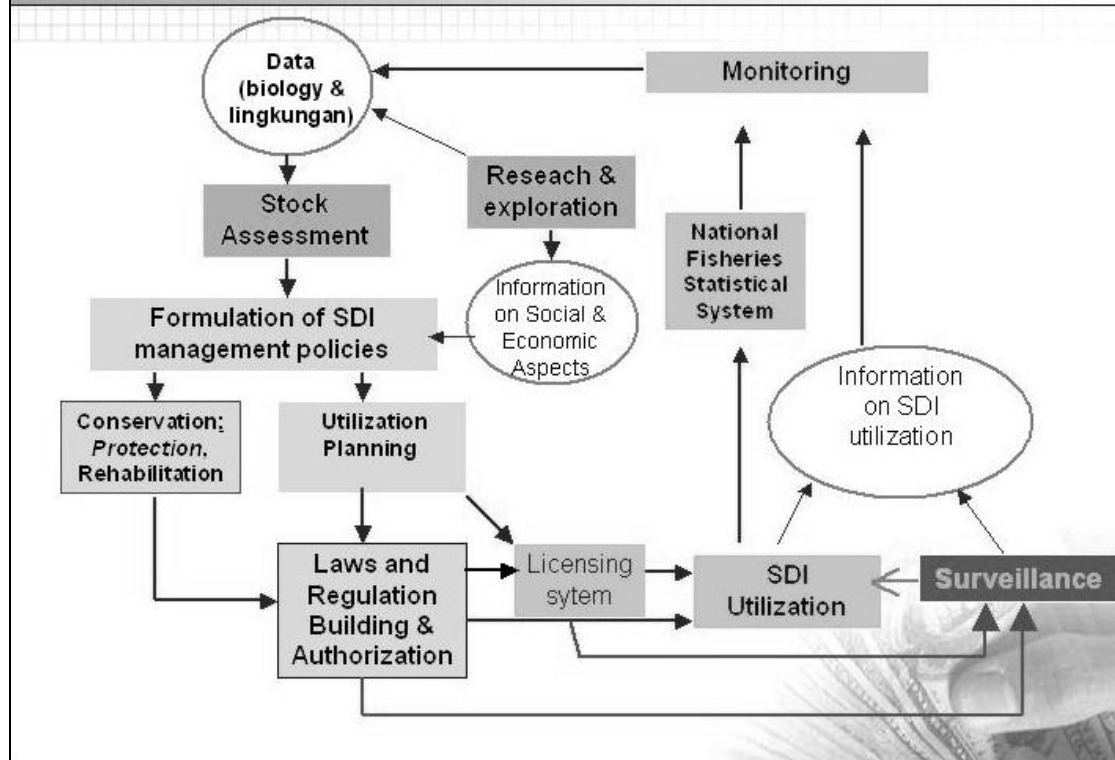 Data
(biology &
lingkungan)
Monitoring
Reseach &
exploration
Stock
Assessment
National
Fisheries
Statistical
System
Information
on Social &
Economic
Aspects
Formulation of SDI
management policies
Information
on SDI
utilization
Conservation:
Protection,
Rehabilitation
Utilization
Planning
Laws and
Regulation
Building &
Authorization
Licensing
sytem
SDI
Utilization
Surveillance